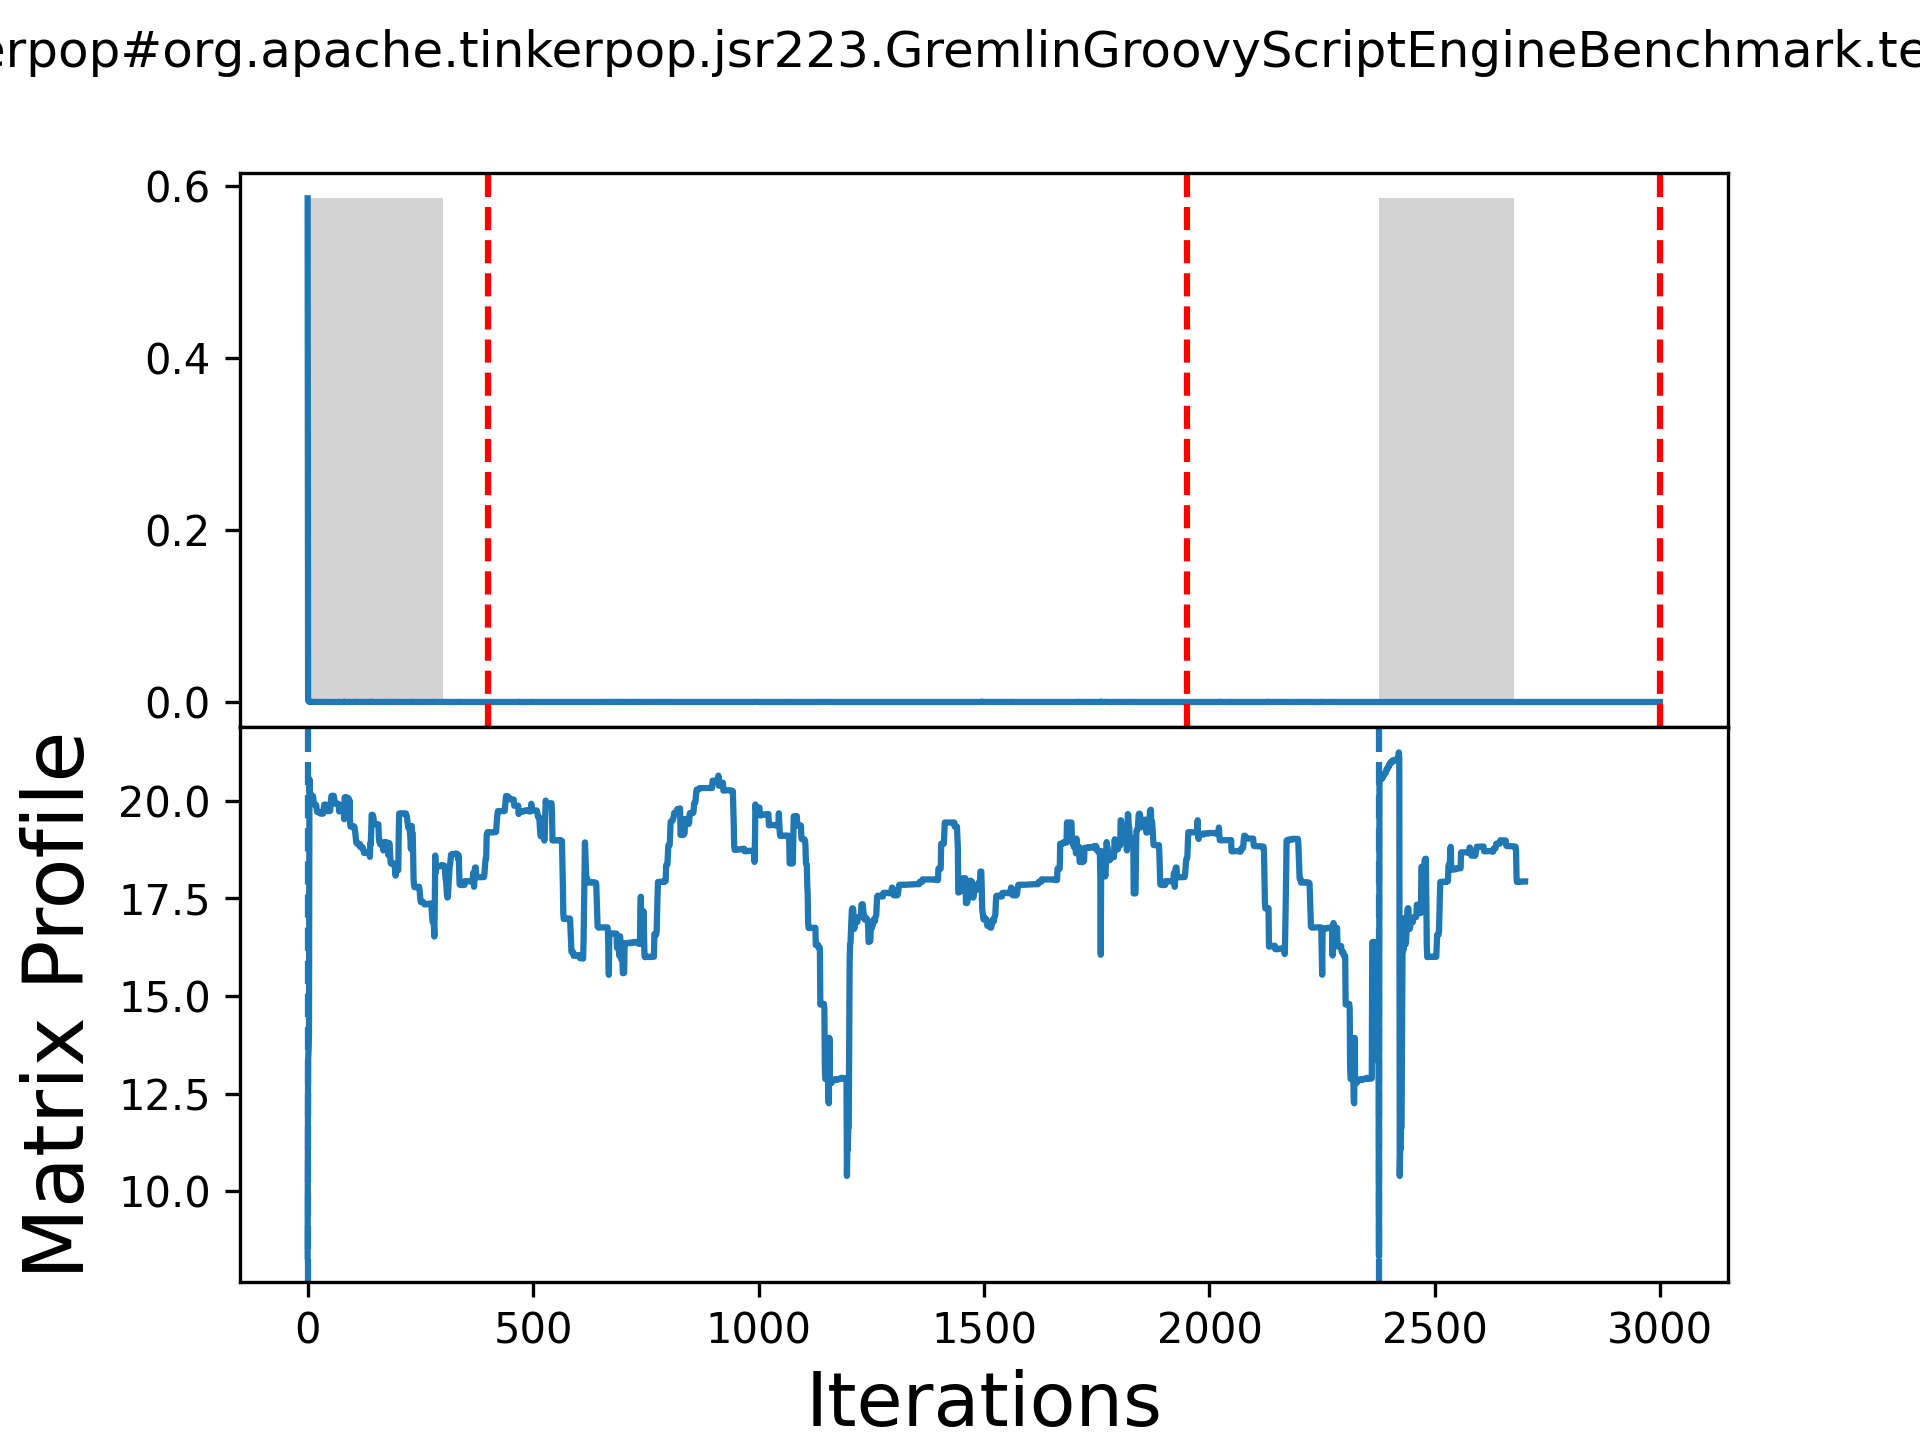 erpop#org.apache.tinkerpop.jsr223.GremlinGroovyScriptEngineBenchmark.te
0.6
0.4
0.2
0.0
Matrix Profile
20.0
17.5
15.0
12.5
10.0
0 500 1000 1500 2000 2500 3000
Iterations